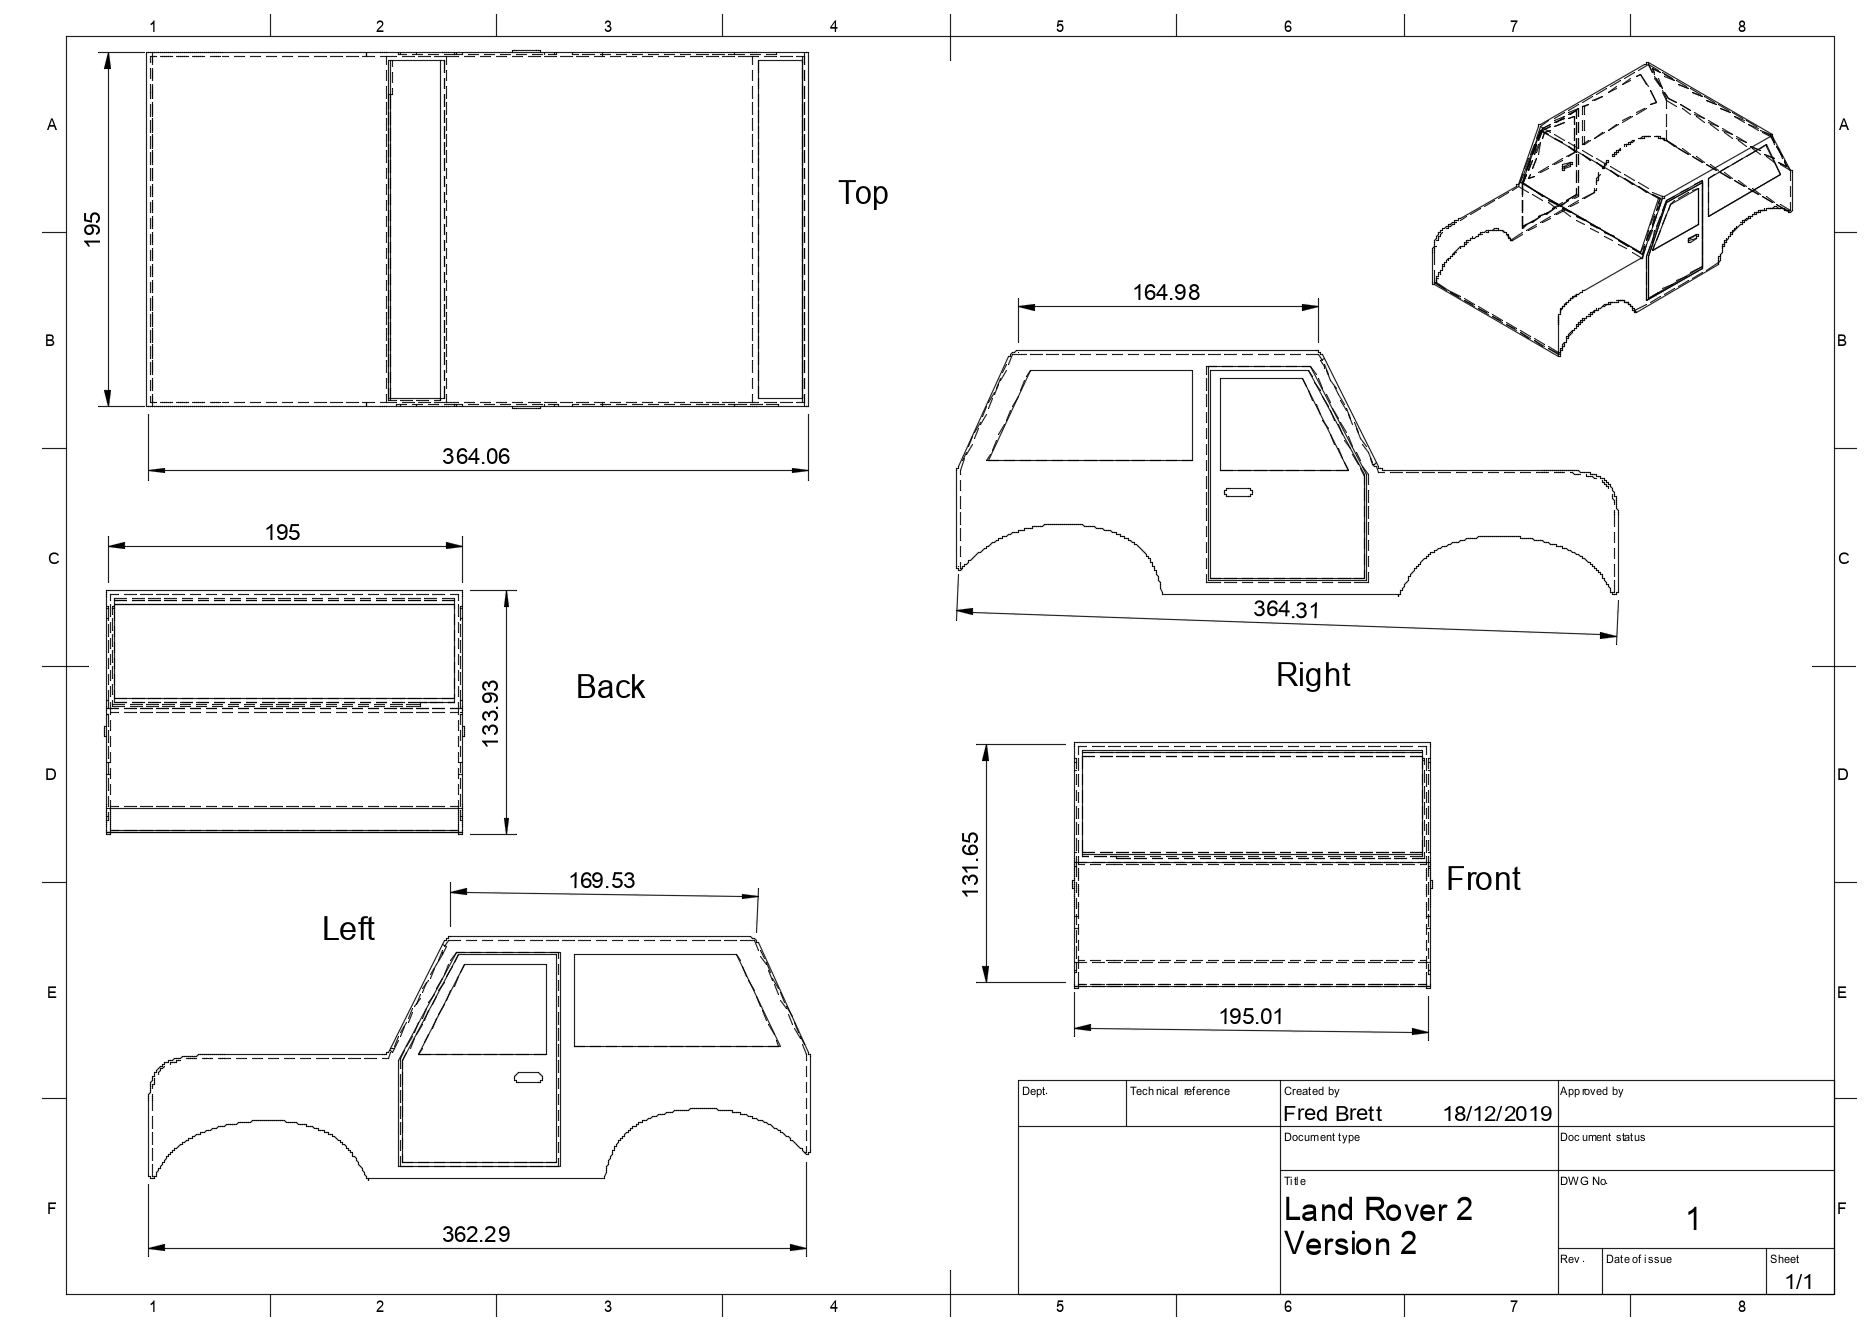 1 2 3 4 5 6 7 8
A A
Top
195
364.06
B B
164.98
364.31
Right
C C
195
133.93
Back
D D
131.65
195.01
Front
169.53
Left
362.29
E E
F F
Dept. Technical reference Created by Approved by
Fred Brett 18/12/2019
Document type Document status
Title DWG No.
Land Rover 2
Version 2
1
Rev. Date of issue Sheet
1/1
1 2 3 4 5 6 7 8